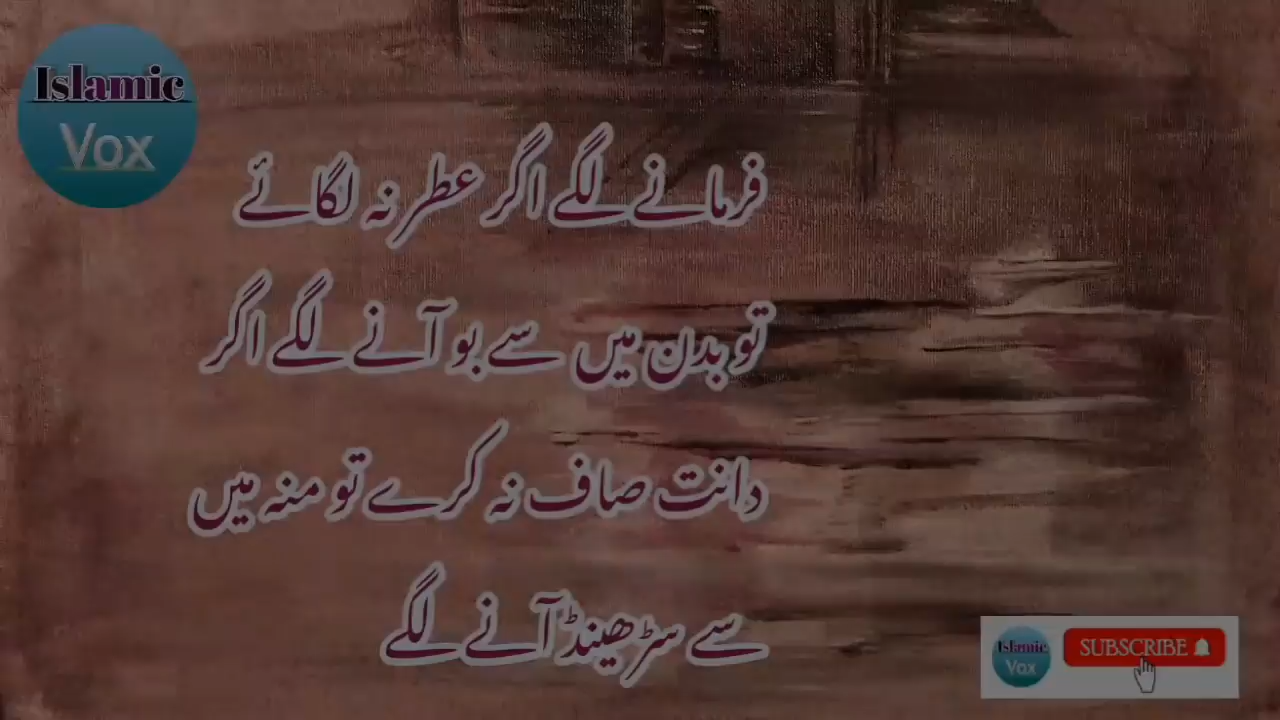 Islamic
Vox
فرمانے لگے اگر عطر نہ لگائے
تو بدن میں سے بو آنے لگے اگر
دانت صاف نہ کرے تو منہ میں
سے سڑھینڈ آنے لگے
Islamic
Vox
SUBSCRIBE